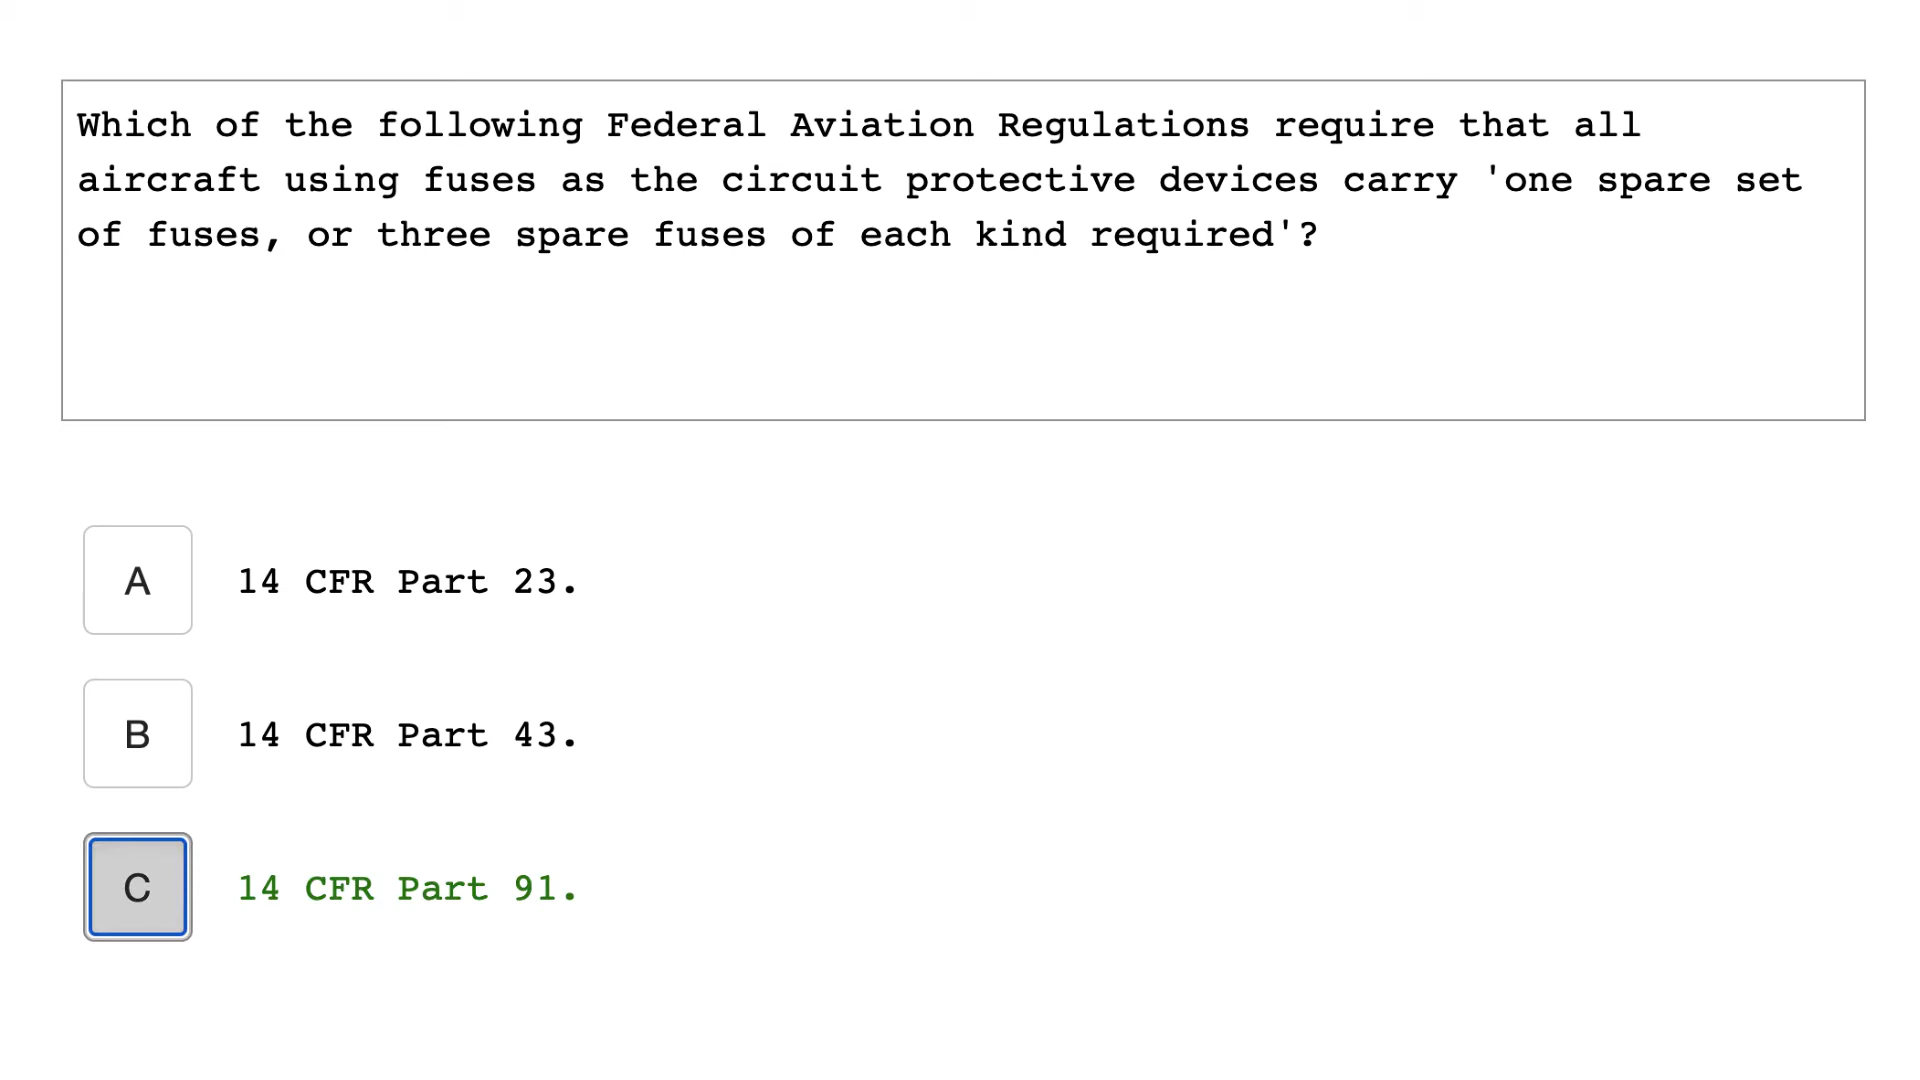 Which of the following Federal Aviation Regulations require that all
aircraft using fuses as the circuit protective devices carry 'one spare set
of fuses, or three spare fuses of each kind required'?
A 14 CFR Part 23.
B 14 CFR Part 43.
C 14 CFR Part 91.